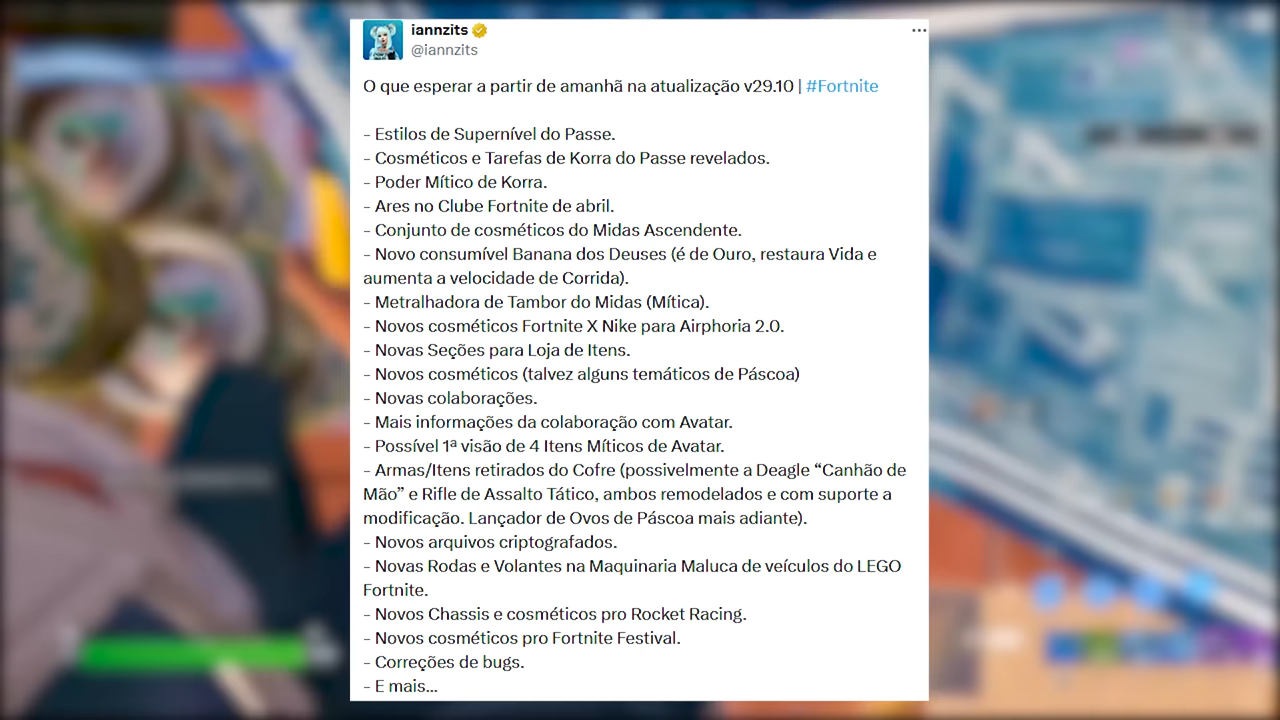 iannzits
@iannzits
O que esperar a partir de amanhã na atualização v29.10 | #Fortnite
- Estilos de Supernível do Passe.
- Cosméticos e Tarefas de Korra do Passe revelados.
- Poder Mítico de Korra.
- Ares no Clube Fortnite de abril.
- Conjunto de cosméticos do Midas Ascendente.
- Novo consumível Banana dos Deuses (é de Ouro, restaura Vida e
aumenta a velocidade de Corrida).
- Metralhadora de Tambor do Midas (Mítica).
- Novos cosméticos Fortnite X Nike para Airphoria 2.0.
- Novas Seções para Loja de Itens.
- Novos cosméticos (talvez alguns temáticos de Páscoa)
- Novas colaborações.
- Mais informações da colaboração com Avatar.
- Possível 1ª visão de 4 Itens Míticos de Avatar.
- Armas/Itens retirados do Cofre (possivelmente a Deagle “Canhão de
Mão” e Rifle de Assalto Tático, ambos remodelados e com suporte a
modificação. Lançador de Ovos de Páscoa mais adiante).
- Novos arquivos criptografados.
- Novas Rodas e Volantes na Maquinaria Maluca de veículos do LEGO
Fortnite.
- Novos Chassis e cosméticos pro Rocket Racing.
- Novos cosméticos pro Fortnite Festival.
- Correções de bugs.
- E mais...